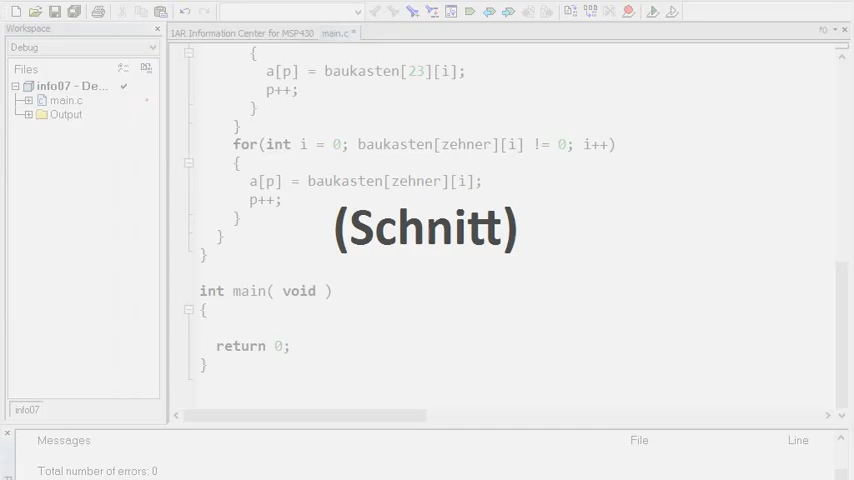 Workspace
IAR Information Center for MSP430 main.c *
f0
Debug
Files
info07 - De...
main.c
Output
{
a[p] = baukasten[23][i];
p++;
}
}
for(int i = 0; baukasten[zehner][i] != 0; i++)
{
a[p] = baukasten[zehner][i];
p++;
}
}
}
(Schnitt)
int main( void )
{
return 0;
}
info07
Messages File Line
Total number of errors: 0